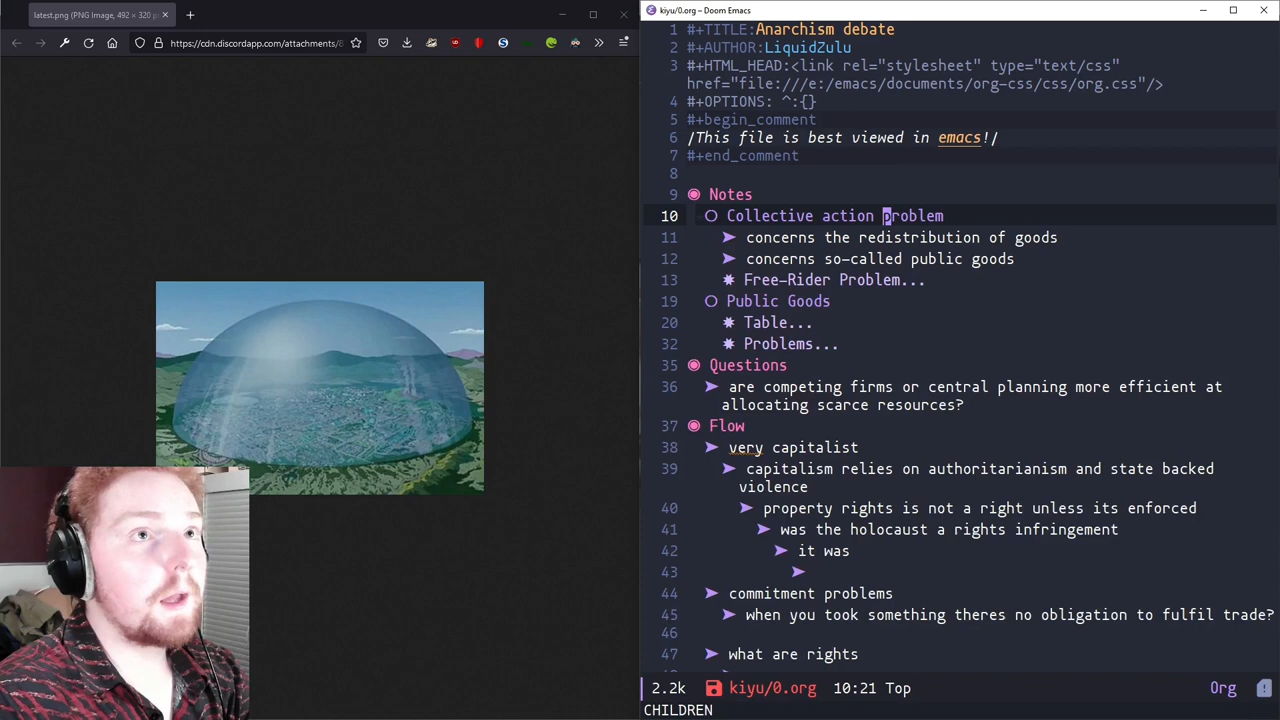 latest.png (PNG Image, 492 × 320 p
https://cdn.discordapp.com/attachments/8
kiyu/0.org – Doom Emacs
1 #+TITLE:Anarchism debate
2 #+AUTHOR:LiquidZulu
3 #+HTML_HEAD:<link rel="stylesheet" type="text/css"
href="file:///e:/emacs/documents/org-css/css/org.css"/>
4 #+OPTIONS: ^:{}
5 #+begin_comment
6 /This file is best viewed in emacs!/
7 #+end_comment
8
9 Notes
10 Collective action problem
11 concerns the redistribution of goods
12 concerns so-called public goods
13 Free-Rider Problem...
19 Public Goods
20 Table...
32 Problems...
35 Questions
36 are competing firms or central planning more efficient at
allocating scarce resources?
37 Flow
38 very capitalist
39 capitalism relies on authoritarianism and state backed
violence
40 property rights is not a right unless its enforced
41 was the holocaust a rights infringement
42 it was
43
44 commitment problems
45 when you took something theres no obligation to fulfil trade?
46
47 what are rights
2.2k kiyu/0.org 10:21 Top Org
CHILDREN